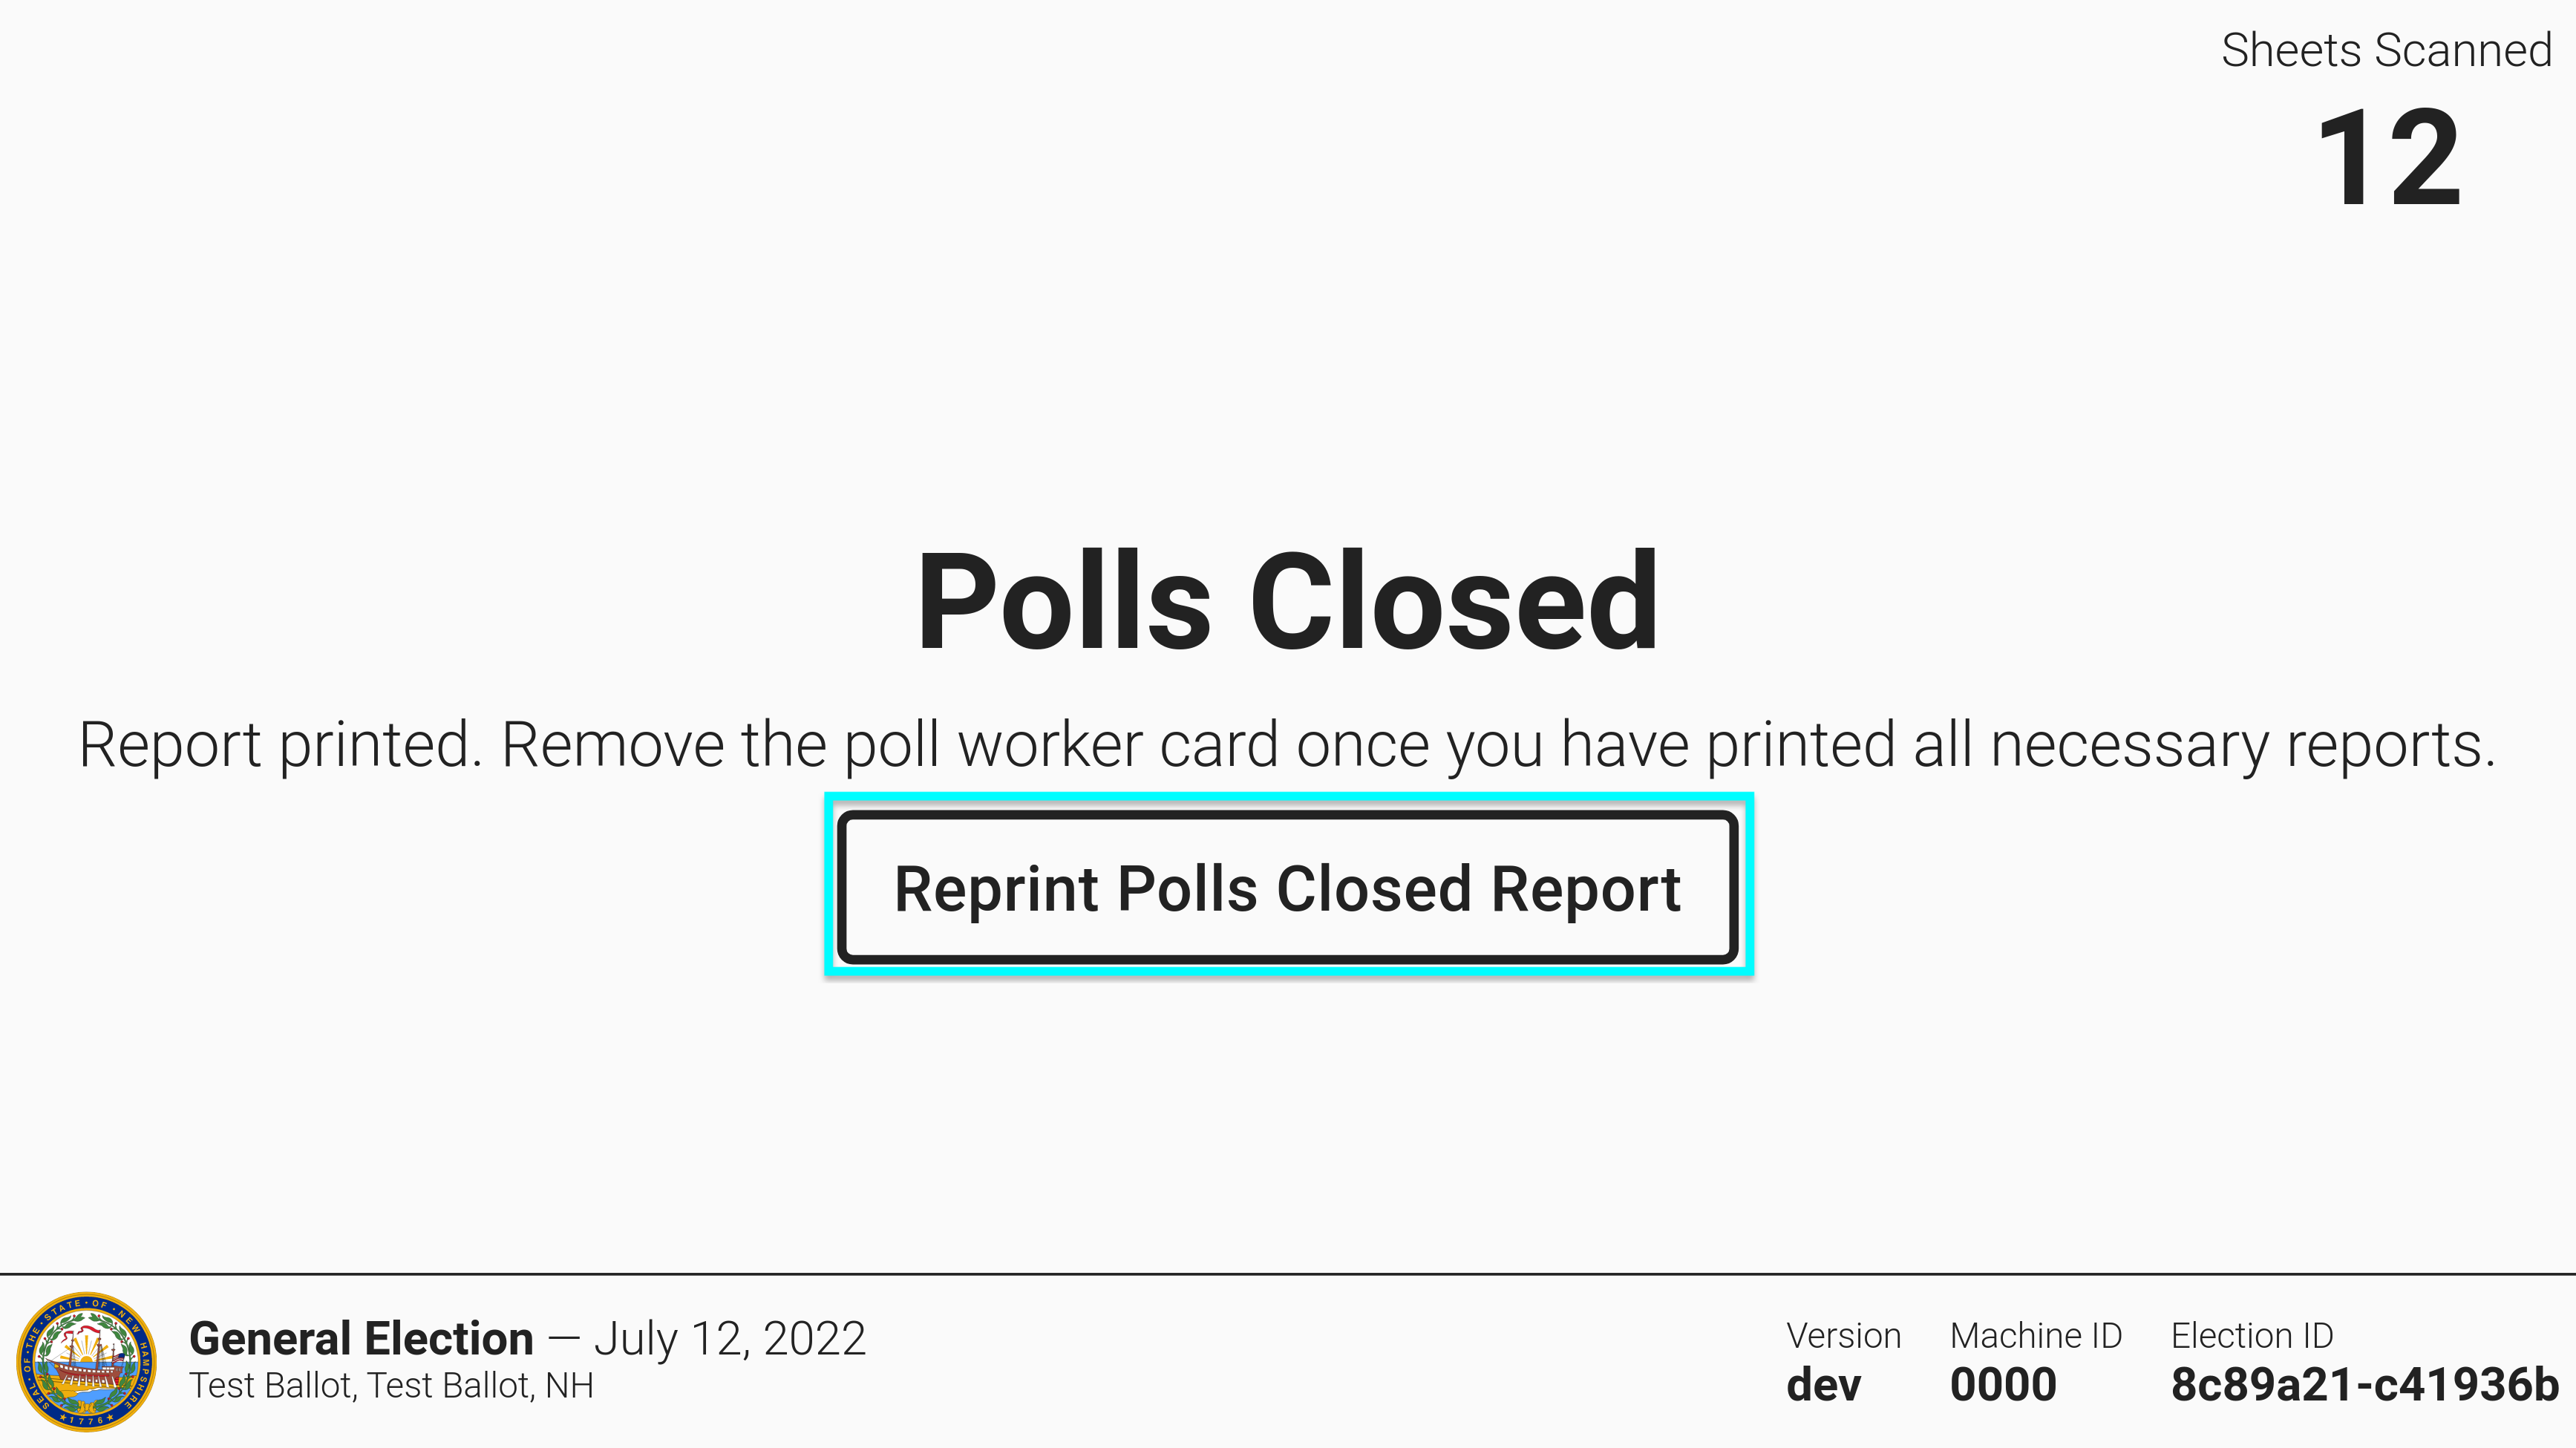 Sheets Scanned
12
Polls Closed
Report printed. Remove the poll worker card once you have printed all necessary reports.
Reprint Polls Closed Report
SEAL · OF · THE · STATE · OF · NEW HAMPSHIRE
1776
General Election — July 12, 2022
Test Ballot, Test Ballot, NH
Version
dev
Machine ID
0000
Election ID
8c89a21-c41936b